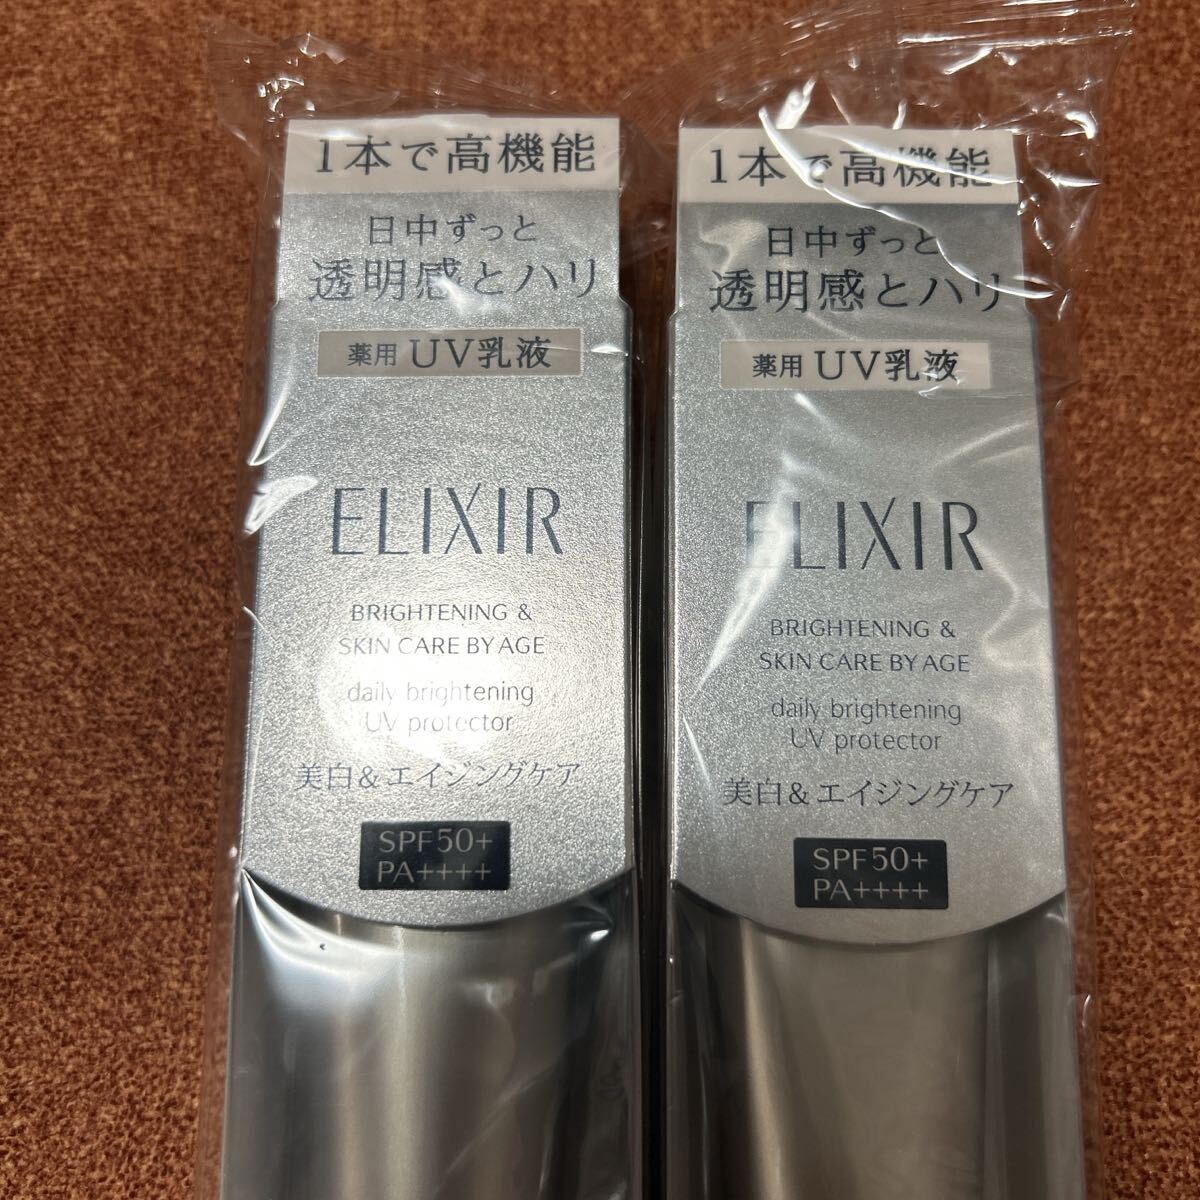 1本で高機能
日中ずっと
透明感とハリ
薬用 UV乳液
ELIXIR
BRIGHTENING &
SKIN CARE BY AGE
daily brightening
UV protector
美白&エイジングケア
SPF50+
PA++++
1本で高機能
日中ずっと
透明感とハリ
薬用 UV乳液
ELIXIR
BRIGHTENING &
SKIN CARE BY AGE
daily brightening
UV protector
美白&エイジングケア
SPF50+
PA++++